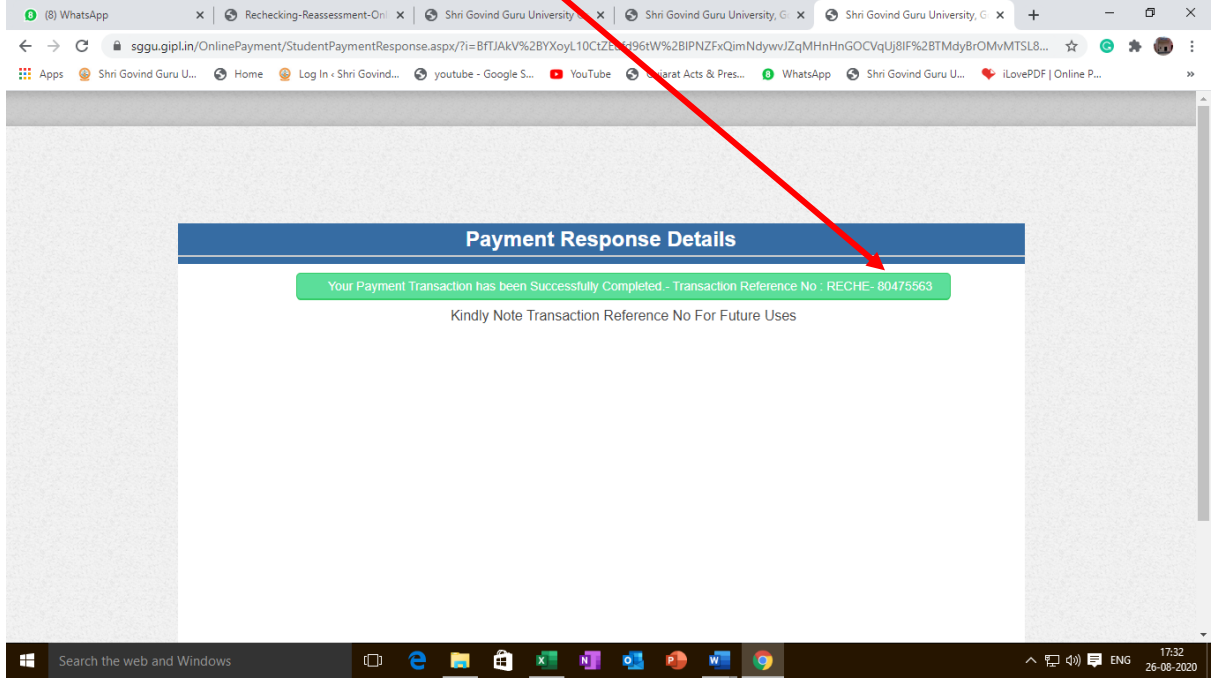 (8) WhatsApp
Rechecking-Reassessment-Onl
Shri Govind Guru University
Shri Govind Guru University, G
Shri Govind Guru University, G
sggu.gipl.in/OnlinePayment/StudentPaymentResponse.aspx/?i=
Apps
Shri Govind Guru U...
Home
Log In ‹ Shri Govind...
youtube - Google S...
YouTube
Gujarat Acts & Pres...
WhatsApp
Shri Govind Guru U...
iLovePDF | Online P...
Payment Response Details
Your Payment Transaction has been Successfully Completed.- Transaction Reference No : RECHE- 80475563
Kindly Note Transaction Reference No For Future Uses
Search the web and Windows
ENG
17:32
26-08-2020